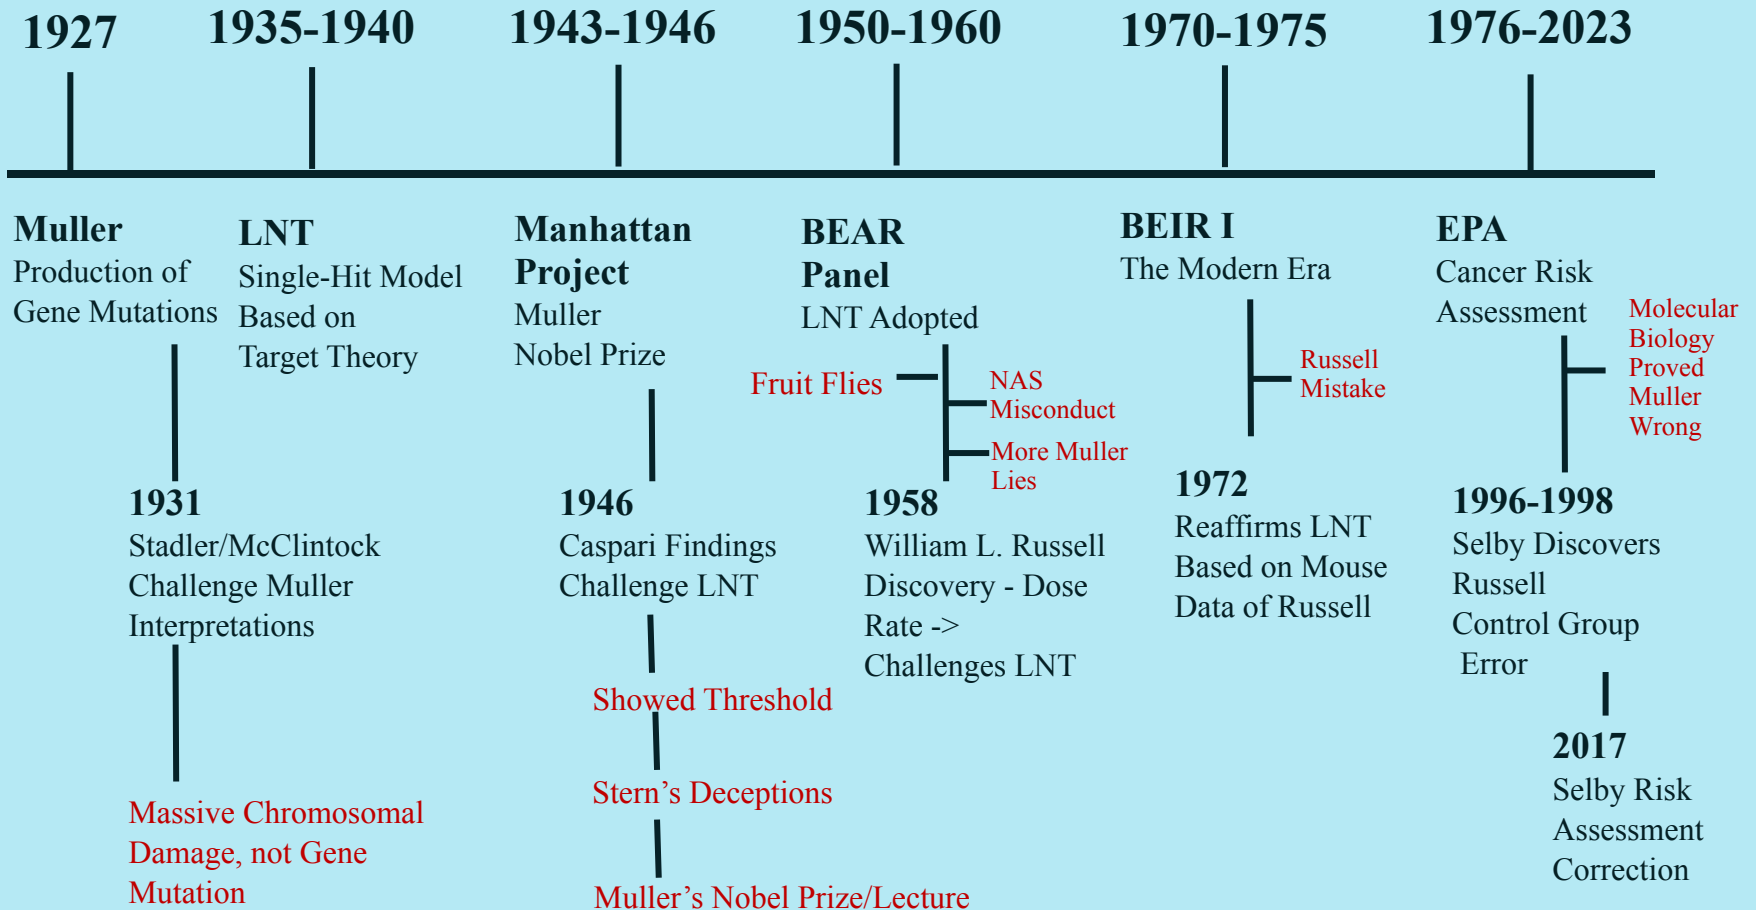 1927
1935-1940
1943-1946
1950-1960
1970-1975
1976-2023
Muller
Production of
Gene Mutations
1931
Stadler/McClintock
Challenge Muller
Interpretations
Massive Chromosomal
Damage, not Gene
Mutation
LNT
Single-Hit Model
Based on
Target Theory
Manhattan
Project
Muller
Nobel Prize
1946
Caspari Findings
Challenge LNT
Showed Threshold
Stern’s Deceptions
Muller’s Nobel Prize/Lecture
BEAR
Panel
LNT Adopted
Fruit Flies
NAS
Misconduct
More Muller
Lies
1958
William L. Russell
Discovery - Dose
Rate ->
Challenges LNT
BEIR I
The Modern Era
Russell
Mistake
1972
Reaffirms LNT
Based on Mouse
Data of Russell
EPA
Cancer Risk
Assessment
Molecular
Biology
Proved
Muller
Wrong
1996-1998
Selby Discovers
Russell
Control Group
Error
2017
Selby Risk
Assessment
Correction